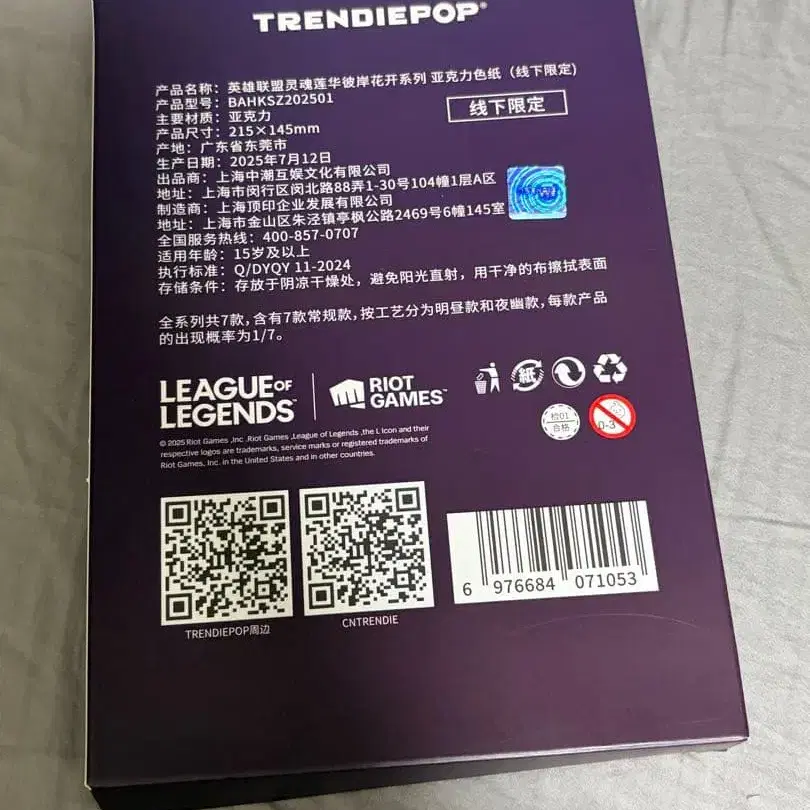 TRENDIEPOP®
产品名称：英雄联盟灵魂莲华彼岸花开系列 亚克力色纸（线下限定）
产品型号：BAHKSZ202501
线下限定
主要材质：亚克力
产品尺寸：215×145mm
产地：广东省东莞市
生产日期：2025年7月12日
出品商：上海中潮互娱文化有限公司
地址：上海市闵行区闵北路88弄1-30号104幢1层A区
制造商：上海顶印企业发展有限公司
地址：上海市金山区朱泾镇亭枫公路2469号6幢145室
全国服务热线：400-857-0707
适用年龄：15岁及以上
执行标准：Q/DYQY 11-2024
存储条件：存放于阴凉干燥处，避免阳光直射，用干净的布擦拭表面
全系列共7款，含有7款常规款，按工艺分为明昼款和夜幽款，每款产品
的出现概率为1/7。
LEAGUE OF
LEGENDS™
RIOT
GAMES™
紙
检01
合格
0-3
© 2025 Riot Games ,Inc .Riot Games ,League of Legends ,the L icon and their
respective logos are trademarks, service marks or registered trademarks of
Riot Games, Inc. in the United States and in other countries.
TRENDIEPOP周边
CNTRENDIE
6 976684 071053